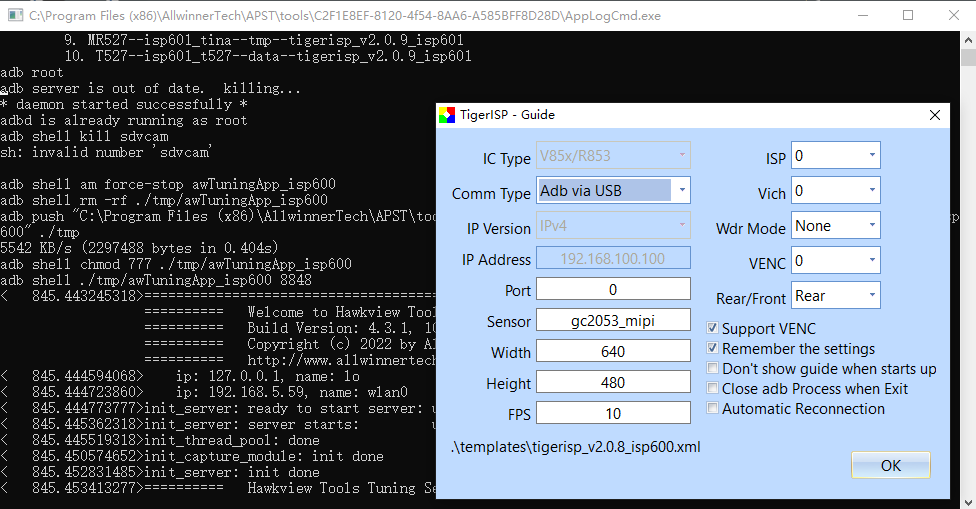 C:\Program Files (x86)\AllwinnerTech\APST\tools\C2F1E8EF-8120-4f54-8AA6-A585BFF8D28D\AppLogCmd.exe
9. MR527--isp601_tina--tmp--tigerisp_v2.0.9_isp601
10. T527--isp601_t527--data--tigerisp_v2.0.9_isp601
adb root
adb server is out of date.  killing...
* daemon started successfully *
adbd is already running as root
adb shell kill sdvcam
sh: invalid number 'sdvcam'
adb shell am force-stop awTuningApp_isp600
adb shell rm -rf ./tmp/awTuningApp_isp600
adb push "C:\Program Files (x86)\AllwinnerTech\APST\too
sp
600" ./tmp
5542 KB/s (2297488 bytes in 0.404s)
adb shell chmod 777 ./tmp/awTuningApp_isp600
adb shell ./tmp/awTuningApp_isp600 8848
<   845.443245318>===================================
==========   Welcome to Hawkview Tool
==========   Build Version: 4.3.1, 10
==========   Copyright (c) 2022 by Al
==========   http://www.allwinnertech
<   845.444594068>    ip: 127.0.0.1, name: lo
<   845.444723860>    ip: 192.168.5.59, name: wlan0
<   845.444773777>init_server: ready to start server: u
<   845.445362318>init_server: server starts:         u
<   845.445519318>init_thread_pool: done
<   845.450574652>init_capture_module: init done
<   845.452831485>init_server: init done
<   845.453413277>==========   Hawkview Tools Tuning Se
TigerISP - Guide
IC Type V85x/R853
Comm Type Adb via USB
IP Version IPv4
IP Address 192.168.100.100
Port 0
Sensor gc2053_mipi
Width 640
Height 480
FPS 10
.\templates\tigerisp_v2.0.8_isp600.xml
ISP 0
Vich 0
Wdr Mode None
VENC 0
Rear/Front Rear
Support VENC
Remember the settings
Don't show guide when starts up
Close adb Process when Exit
Automatic Reconnection
OK